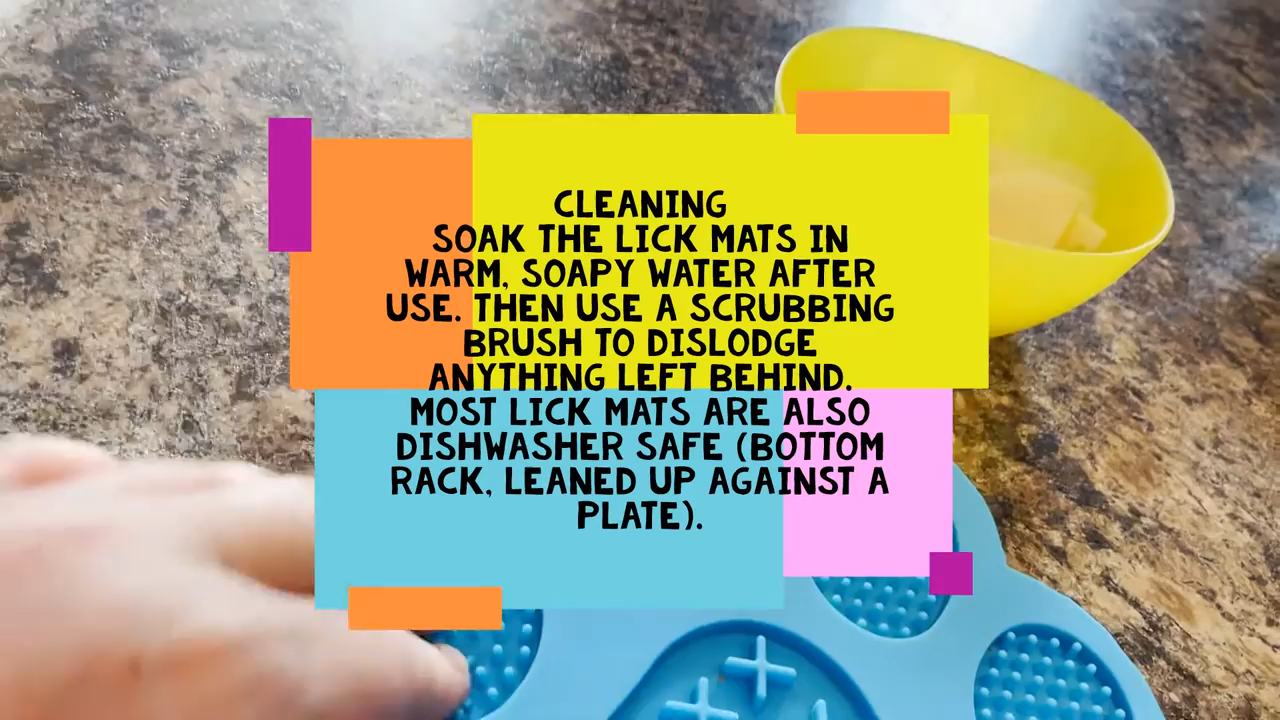 CLEANING
SOAK THE LICK MATS IN
WARM, SOAPY WATER AFTER
USE. THEN USE A SCRUBBING
BRUSH TO DISLODGE
ANYTHING LEFT BEHIND.
MOST LICK MATS ARE ALSO
DISHWASHER SAFE (BOTTOM
RACK, LEANED UP AGAINST A
PLATE).